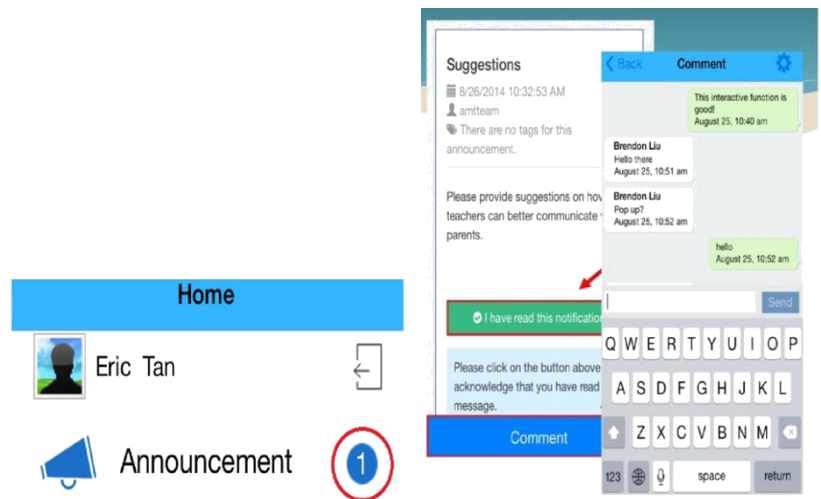 Home
Eric Tan
Announcement
1
Suggestions
8/26/2014 10:32:53 AM
amtteam
There are no tags for this
announcement.
Please provide suggestions on how
teachers can better communicate
parents.
I have read this notification
Please click on the button above
acknowledge that you have read
message.
Comment
Back
Comment
This interactive function is
good!
August 25, 10:40 am
Brendon Liu
Hello there
August 25, 10:51 am
Brendon Liu
Pop up?
August 25, 10:52 am
hello
August 25, 10:52 am
Send
Q W E R T Y U I O P
A S D F G H J K L
Z X C V B N M
123 space return